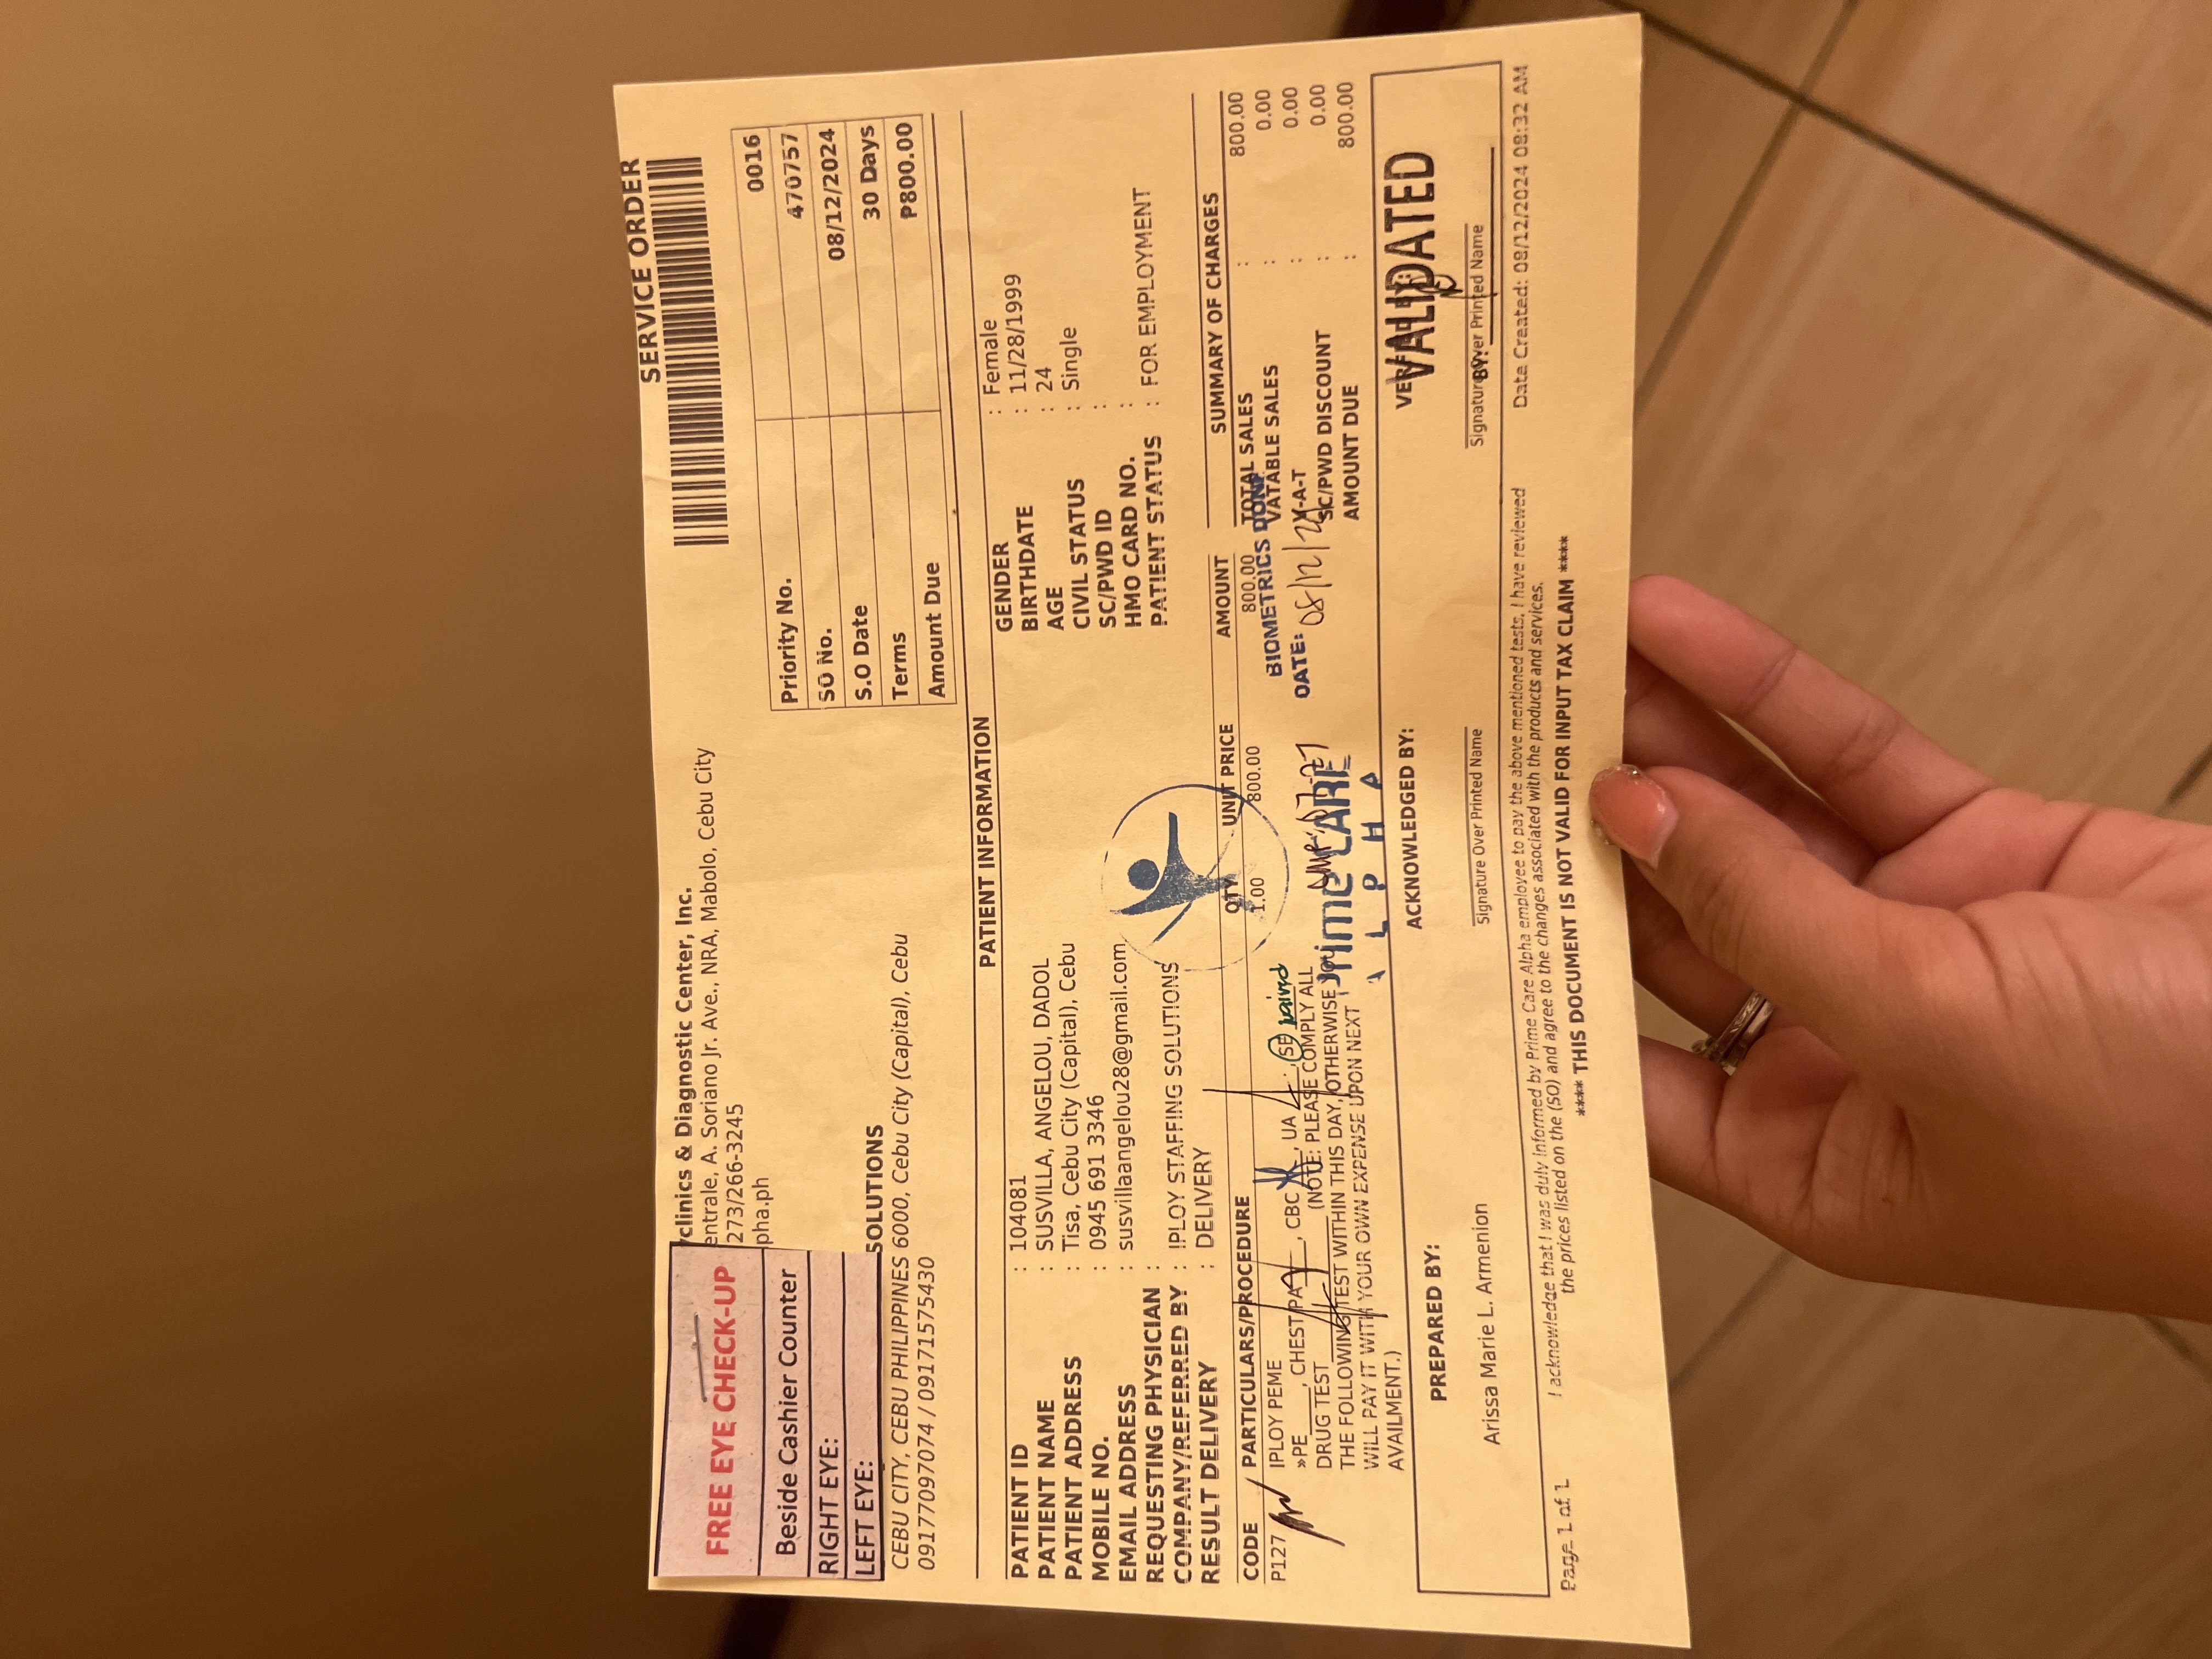 SERVICE ORDER
FREE EYE CHECK-UP
Beside Cashier Counter
RIGHT EYE:
LEFT EYE:
clinics & Diagnostic Center, Inc.
entrale, A. Soriano Jr. Ave., NRA, Mabolo, Cebu City
273/266-3245
pha.ph
SOLUTIONS
CEBU CITY, CEBU PHILIPPINES 6000, Cebu City (Capital), Cebu
09177097074 / 09171575430
Priority No. 0016
SO No. 470757
S.O Date 08/12/2024
Terms 30 Days
Amount Due P800.00
PATIENT INFORMATION
PATIENT ID : 104081
PATIENT NAME : SUSVILLA, ANGELOU, DADOL
PATIENT ADDRESS : Tisa, Cebu City (Capital), Cebu
MOBILE NO. : 0945 691 3346
EMAIL ADDRESS : susvillaangelou28@gmail.com
REQUESTING PHYSICIAN :
COMPANY/REFERRED BY : IPLOY STAFFING SOLUTIONS
RESULT DELIVERY : DELIVERY
GENDER : Female
BIRTHDATE : 11/28/1999
AGE : 24
CIVIL STATUS : Single
SC/PWD ID :
HMO CARD NO. :
PATIENT STATUS : FOR EMPLOYMENT
CODE PARTICULARS/PROCEDURE QTY UNIT PRICE AMOUNT
P127 IPLOY PEME 1.00 800.00 800.00
»PE____, CHESTPA____, CBC____, UA____, SE
DRUG TEST____(NOTE: PLEASE COMPLY ALL
THE FOLLOWING TEST WITHIN THIS DAY, OTHERWISE YOU
WILL PAY IT WITH YOUR OWN EXPENSE UPON NEXT
AVAILMENT.)
prime CARE
A L P H A
BIOMETRICS DONE
DATE: 08/12/24
SUMMARY OF CHARGES
TOTAL SALES : 800.00
VATABLE SALES : 0.00
V-A-T : 0.00
SC/PWD DISCOUNT : 0.00
AMOUNT DUE : 800.00
PREPARED BY:
Arissa Marie L. Armenion
ACKNOWLEDGED BY:
Signature Over Printed Name
VALIDATED
BY:
Signature Over Printed Name
I acknowledge that I was duly informed by Prime Care Alpha employee to pay the above mentioned tests, I have reviewed
the prices listed on the (SO) and agree to the changes associated with the products and services.
**** THIS DOCUMENT IS NOT VALID FOR INPUT TAX CLAIM ****
Page 1 of 1
Date Created: 08/12/2024 08:32 AM